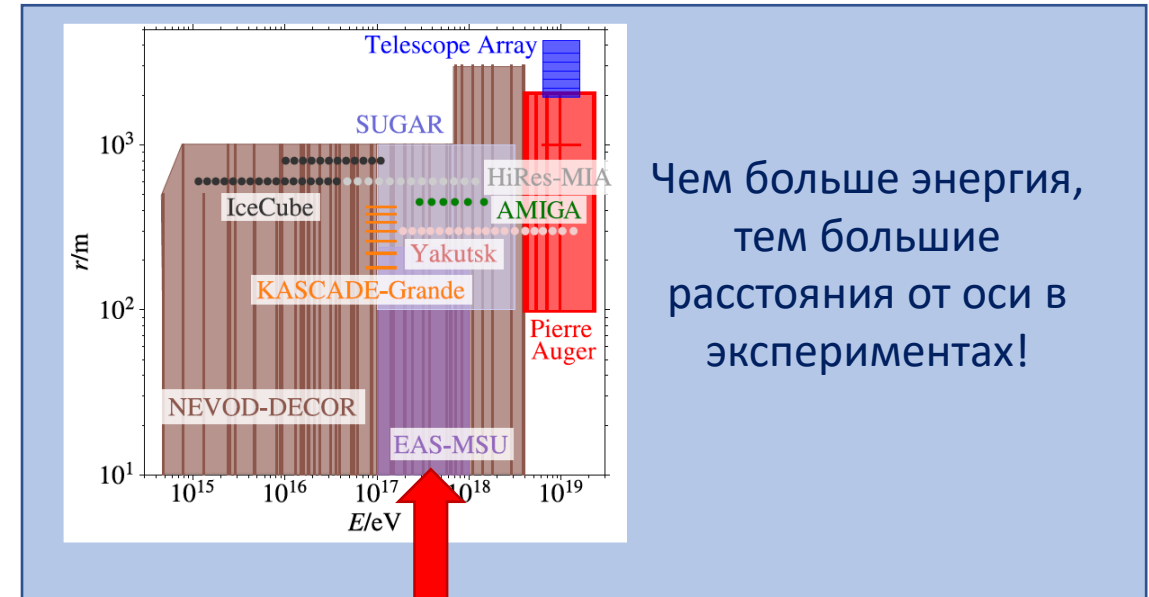 Telescope Array
SUGAR
10³
HiRes-MIA
IceCube
AMIGA
r/m
Yakutsk
KASCADE-Grande
10²
Pierre
Auger
NEVOD-DECOR
EAS-MSU
10¹
10¹⁵ 10¹⁶ 10¹⁷ 10¹⁸ 10¹⁹
E/eV
Чем больше энергия,
тем большие
расстояния от оси в
экспериментах!